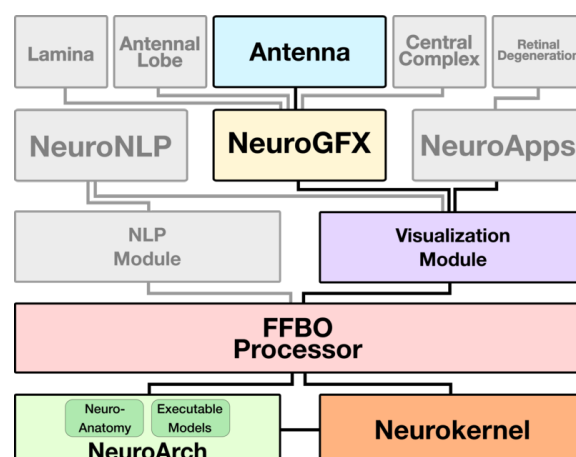 Lamina
Antennal
Lobe
Antenna
Central
Complex
Retinal
Degeneration
NeuroNLP
NeuroGFX
NeuroApps
NLP
Module
Visualization
Module
FFBO
Processor
Neuro-
Anatomy
Executable
Models
NeuroArch
Neurokernel